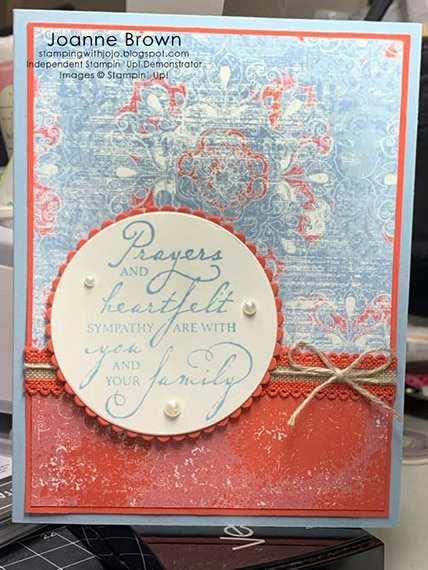 Joanne Brown
stampingwithjojo.blogspot.com
Independent Stampin' Up! Demonstrator
Images © Stampin' Up!
Prayers
AND
heartfelt
SYMPATHY ARE WITH
you
AND
YOUR family